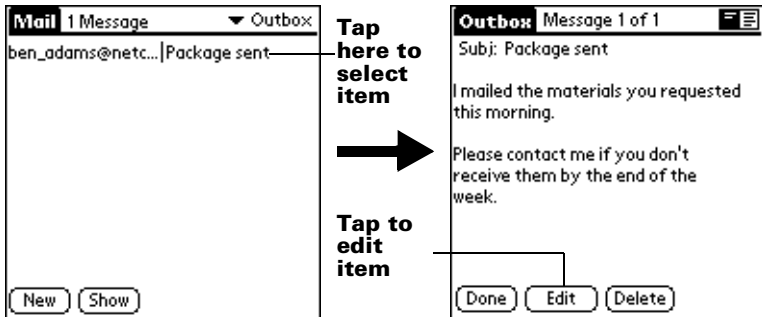 Mail 1 Message Outbox
ben_adams@netc... Package sent
New Show
Tap
here to
select
item
Tap to
edit
item
Outbox Message 1 of 1
Subj: Package sent
I mailed the materials you requested
this morning.
Please contact me if you don't
receive them by the end of the
week.
Done Edit Delete